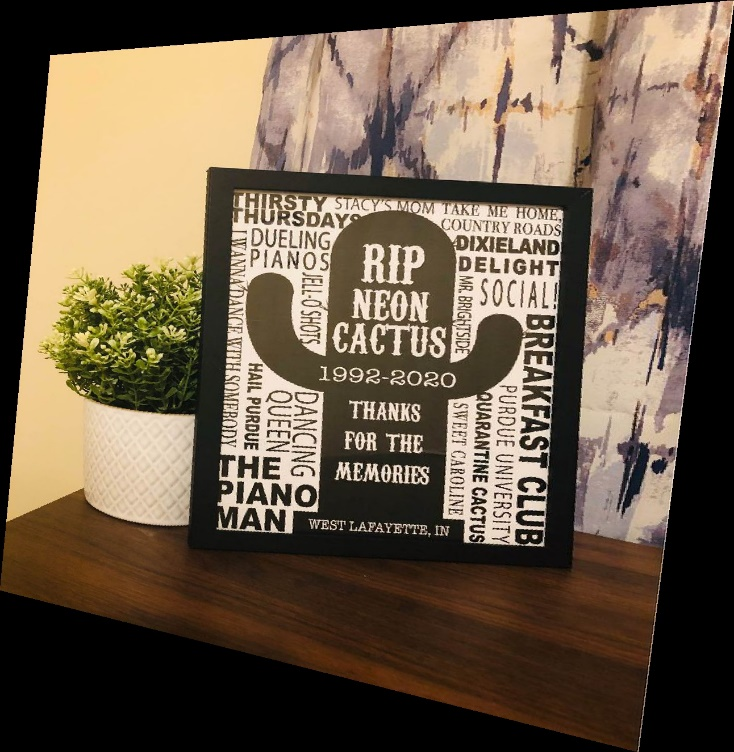 THIRSTY
THURSDAYS
STACY'S MOM
TAKE ME HOME,
COUNTRY ROADS
I WANNA DANCE WITH SOMEBODY
DUELING
PIANOS
JELL-O SHOTS
DIXIELAND
DELIGHT
MR. BRIGHTSIDE
SOCIAL!
RIP
NEON
CACTUS
1992-2020
THANKS
FOR THE
MEMORIES
HAIL PURDUE
DANCING
QUEEN
THE
PIANO
MAN
SWEET CAROLINE
QUARANTINE CACTUS
PURDUE UNIVERSITY
BREAKFAST CLUB
WEST LAFAYETTE, IN